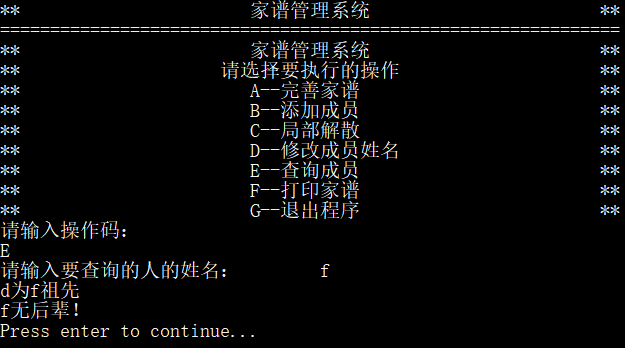 ** 家谱管理系统 **
==============================================================
** 家谱管理系统 **
** 请选择要执行的操作 **
** A--完善家谱 **
** B--添加成员 **
** C--局部解散 **
** D--修改成员姓名 **
** E--查询成员 **
** F--打印家谱 **
** G--退出程序 **
请输入操作码：
E
请输入要查询的人的姓名： f
d为f祖先
f无后辈！
Press enter to continue...